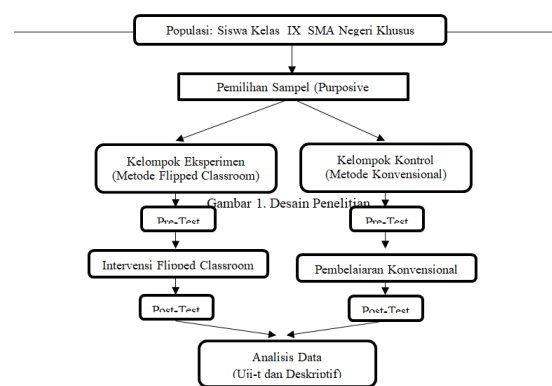 Populasi: Siswa Kelas IX SMA Negeri Khusus
Pemilihan Sampel (Purposive
Kelompok Eksperimen
(Metode Flipped Classroom)
Kelompok Kontrol
(Metode Konvensional)
Gambar 1. Desain Penelitian
Pre-Test
Pre-Test
Intervensi Flipped Classroom
Pembelajaran Konvensional
Post-Test
Post-Test
Analisis Data
(Uji-t dan Deskriptif)